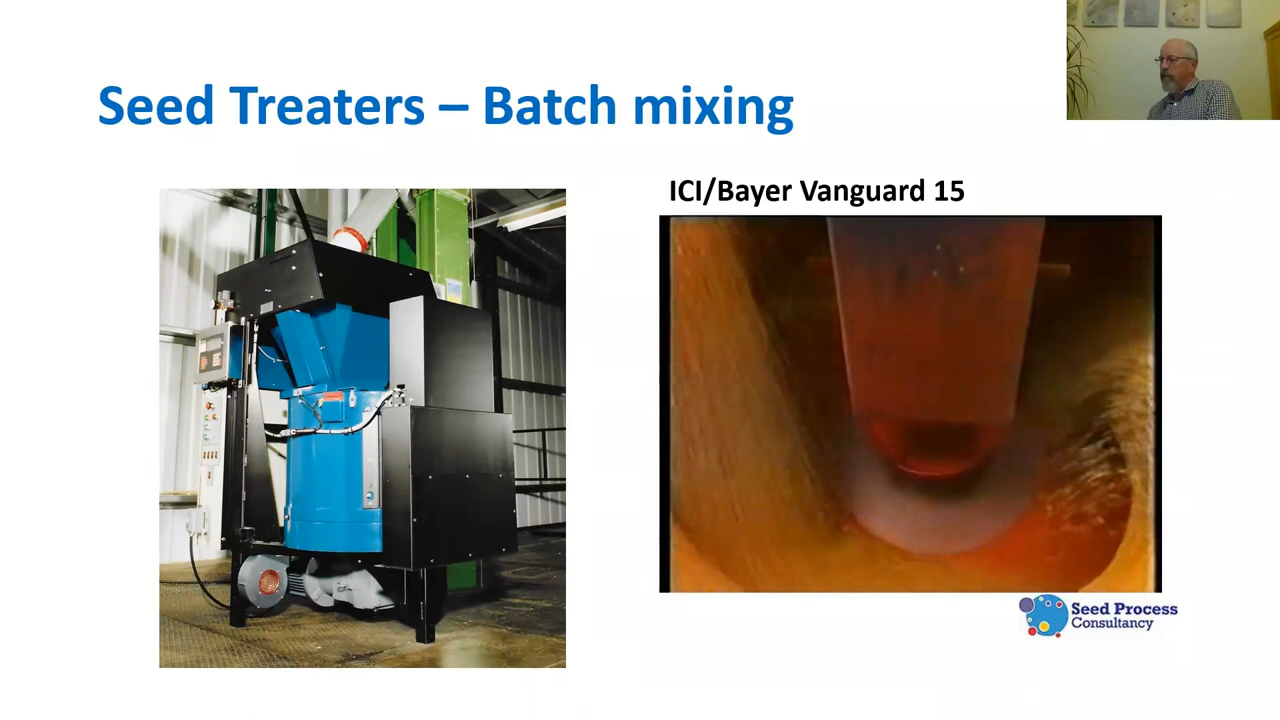 Seed Treaters – Batch mixing
ICI/Bayer Vanguard 15
Seed Process
Consultancy